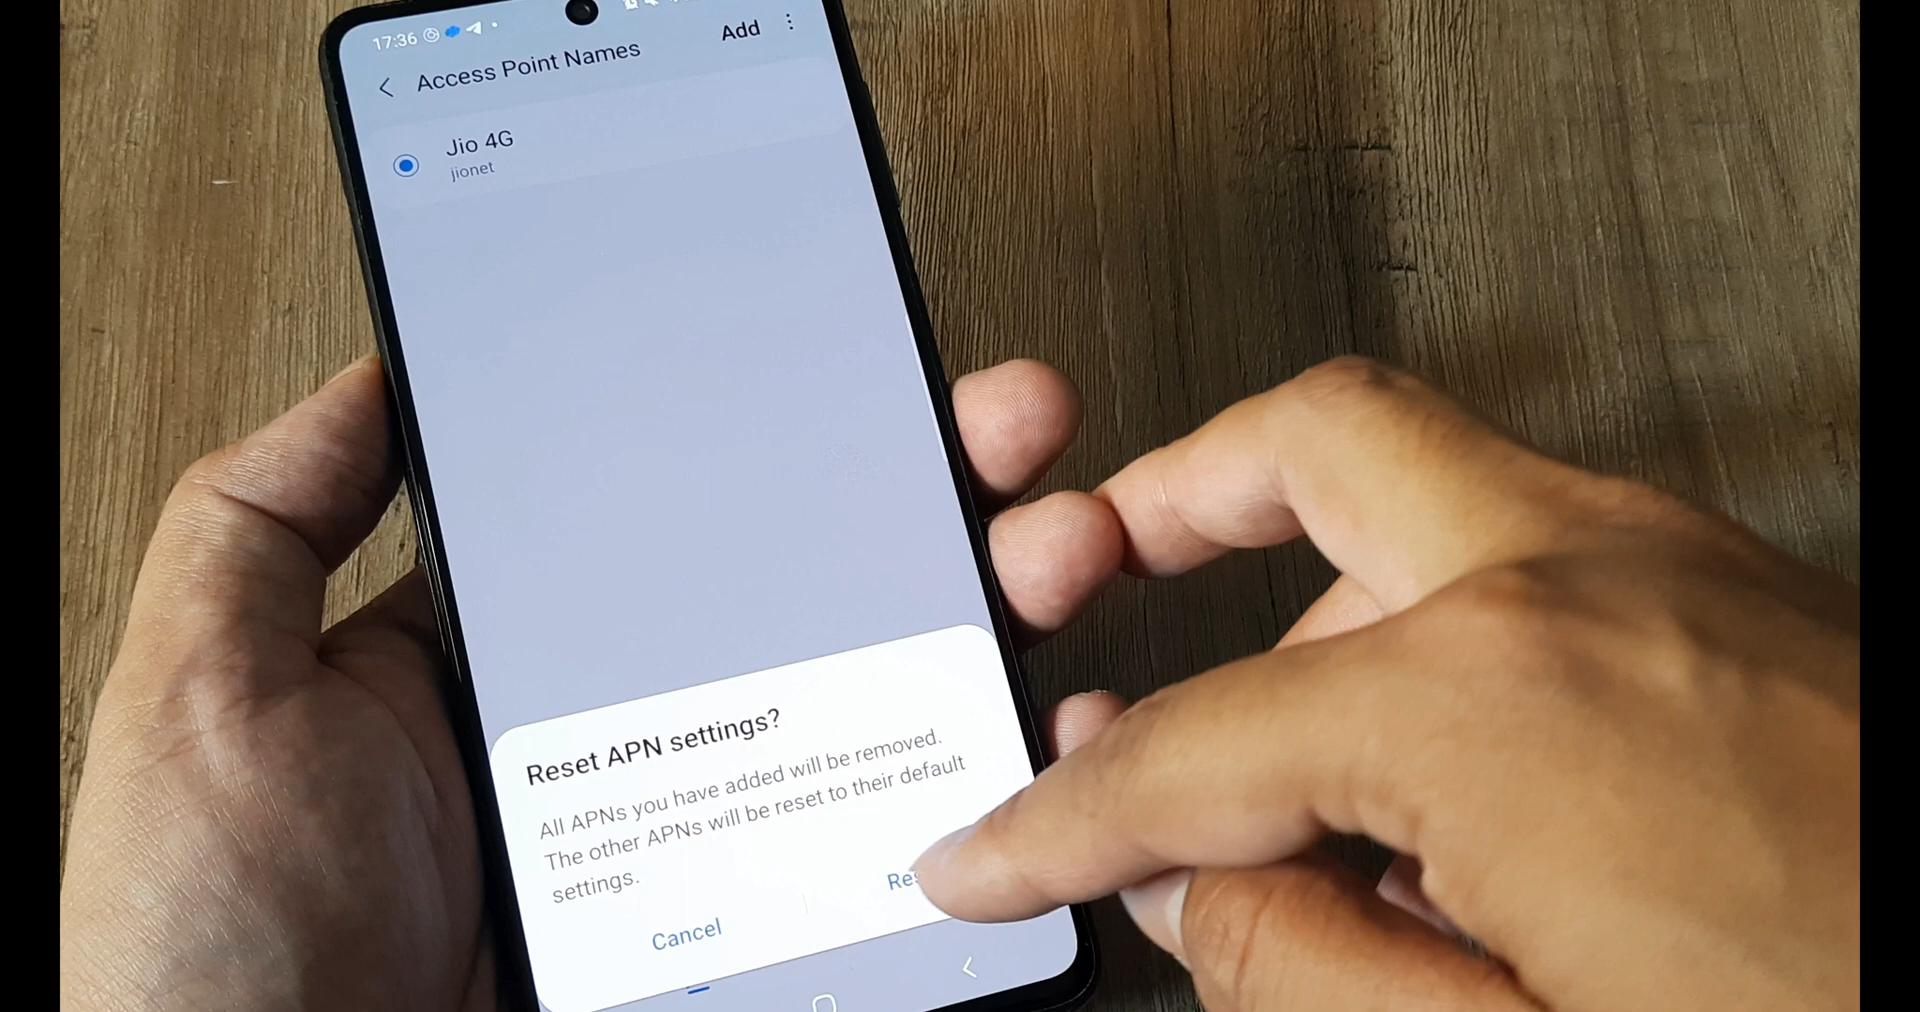 17:36
Access Point Names
Add
Jio 4G
jionet
Reset APN settings?
All APNs you have added will be removed.
The other APNs will be reset to their default
settings.
Cancel